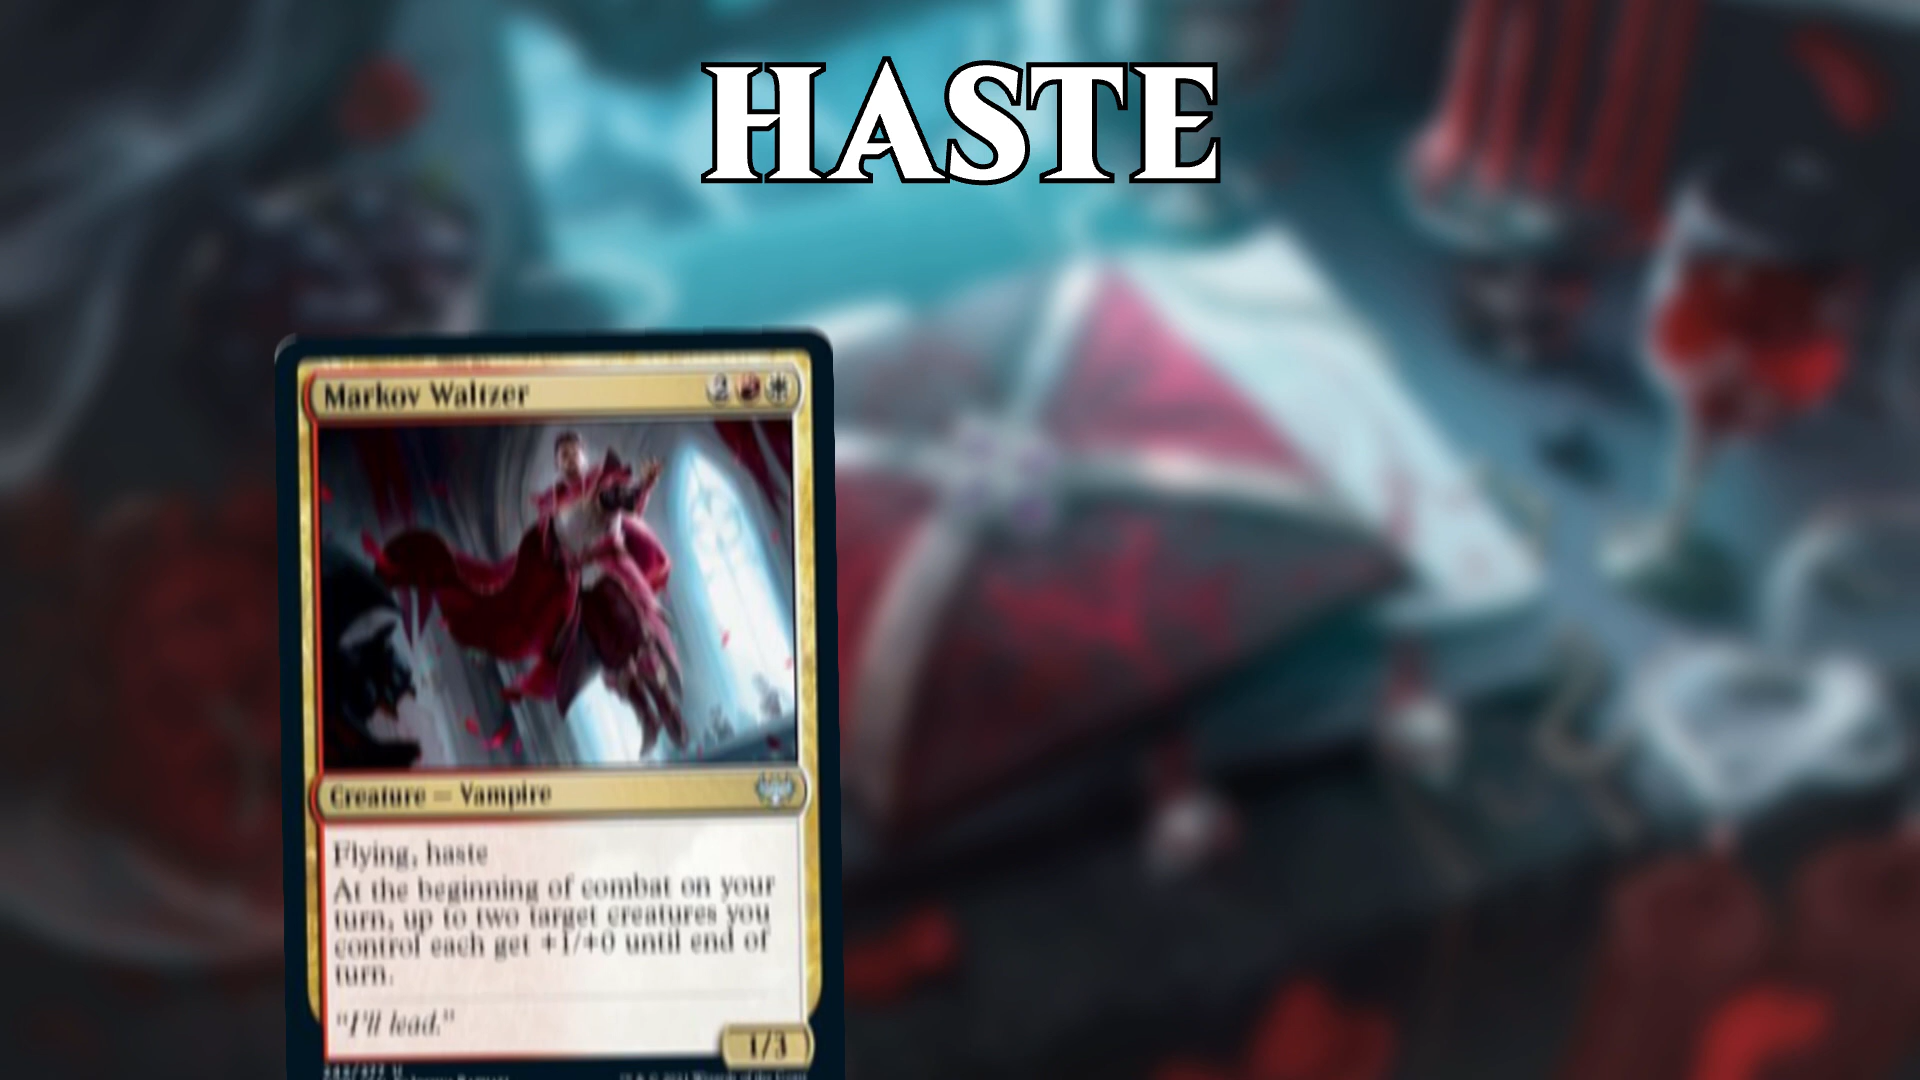 HASTE
Markov Waltzer
2
Creature — Vampire
Flying, haste
At the beginning of combat on your
turn, up to two target creatures you
control each get +1/+0 until end of
turn.
"I'll lead."
1/3